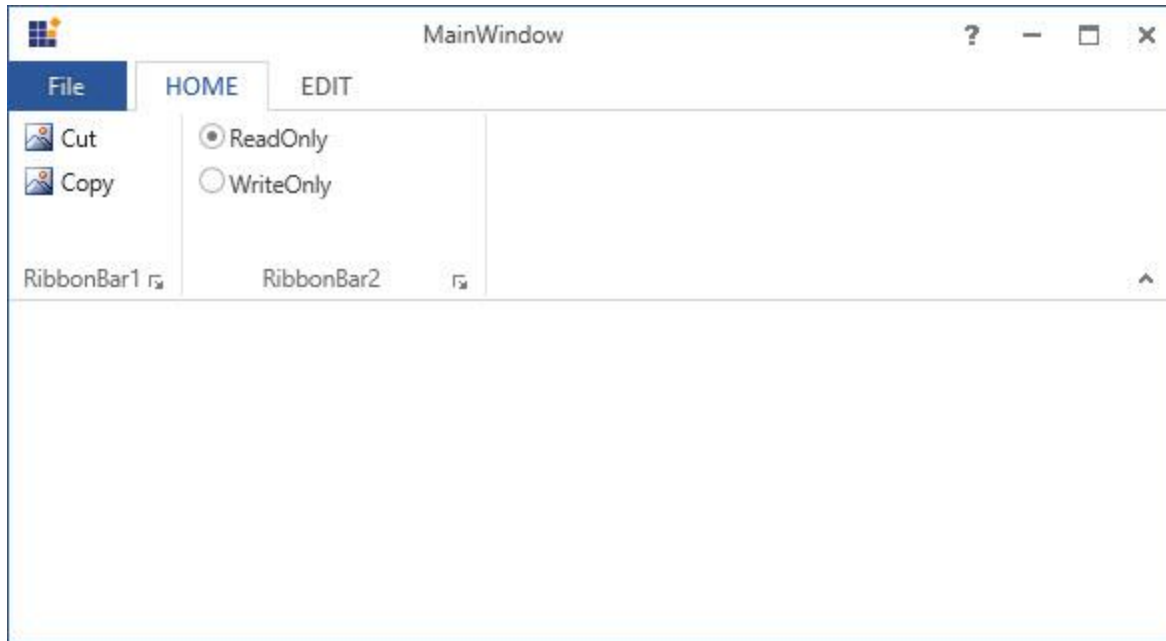 MainWindow ?
File HOME EDIT
Cut ReadOnly
Copy WriteOnly
RibbonBar1 RibbonBar2